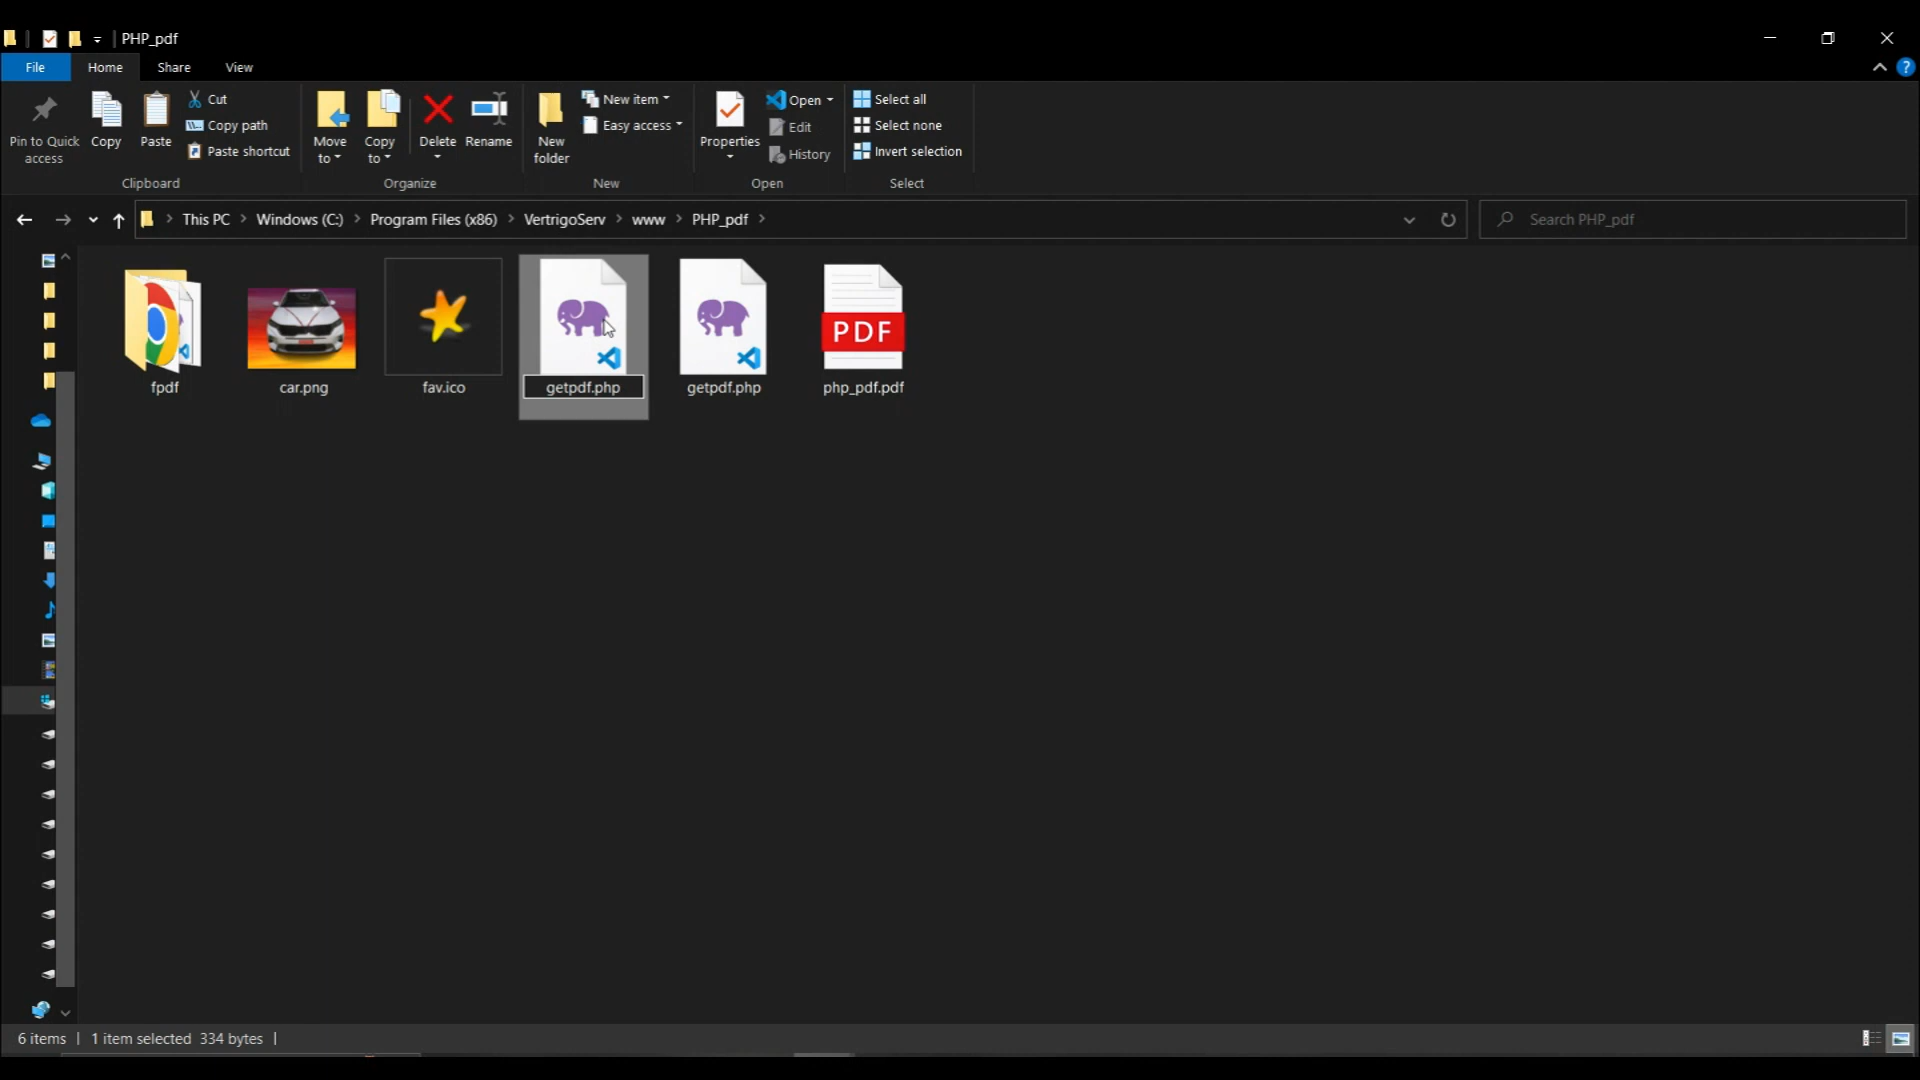 PHP_pdf
File Home Share View
?
Pin to Quick access
Copy
Paste
Cut
Copy path
Paste shortcut
Clipboard
Move to
Copy to
Delete
Rename
Organize
New folder
New item
Easy access
New
Properties
Open
Edit
History
Open
Select all
Select none
Invert selection
Select
This PC > Windows (C:) > Program Files (x86) > VertrigoServ > www > PHP_pdf >
Search PHP_pdf
PDF
fpdf car.png fav.ico getpdf.php getpdf.php php_pdf.pdf
6 items | 1 item selected 334 bytes |